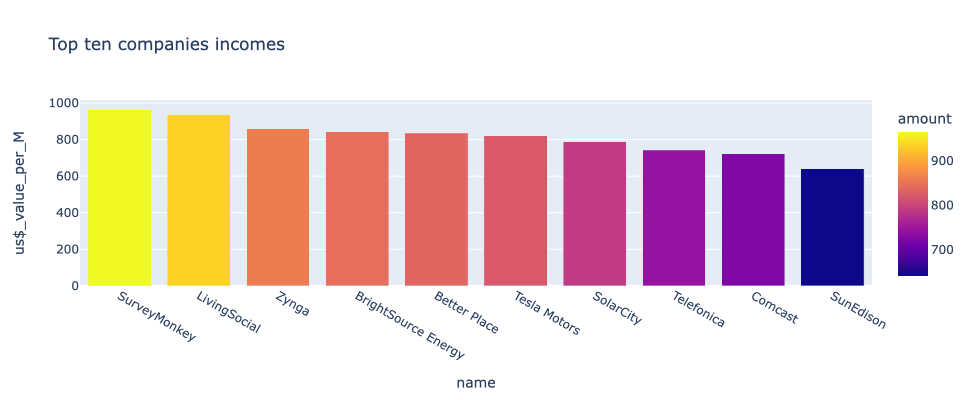 Top ten companies incomes
us$_value_per_M
1000
800
600
400
200
0
SurveyMonkey
LivingSocial
Zynga
BrightSource Energy
Better Place
Tesla Motors
SolarCity
Telefonica
Comcast
SunEdison
name
amount
900
800
700